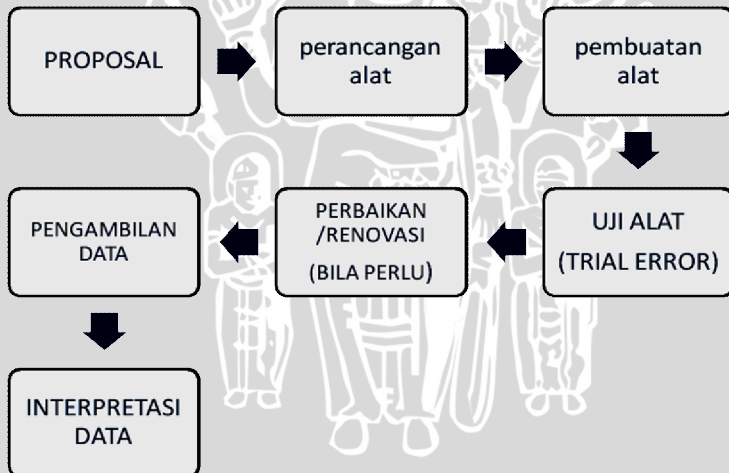 PROPOSAL
perancangan
alat
pembuatan
alat
UJI ALAT
(TRIAL ERROR)
PERBAIKAN
/RENOVASI
(BILA PERLU)
PENGAMBILAN
DATA
INTERPRETASI
DATA